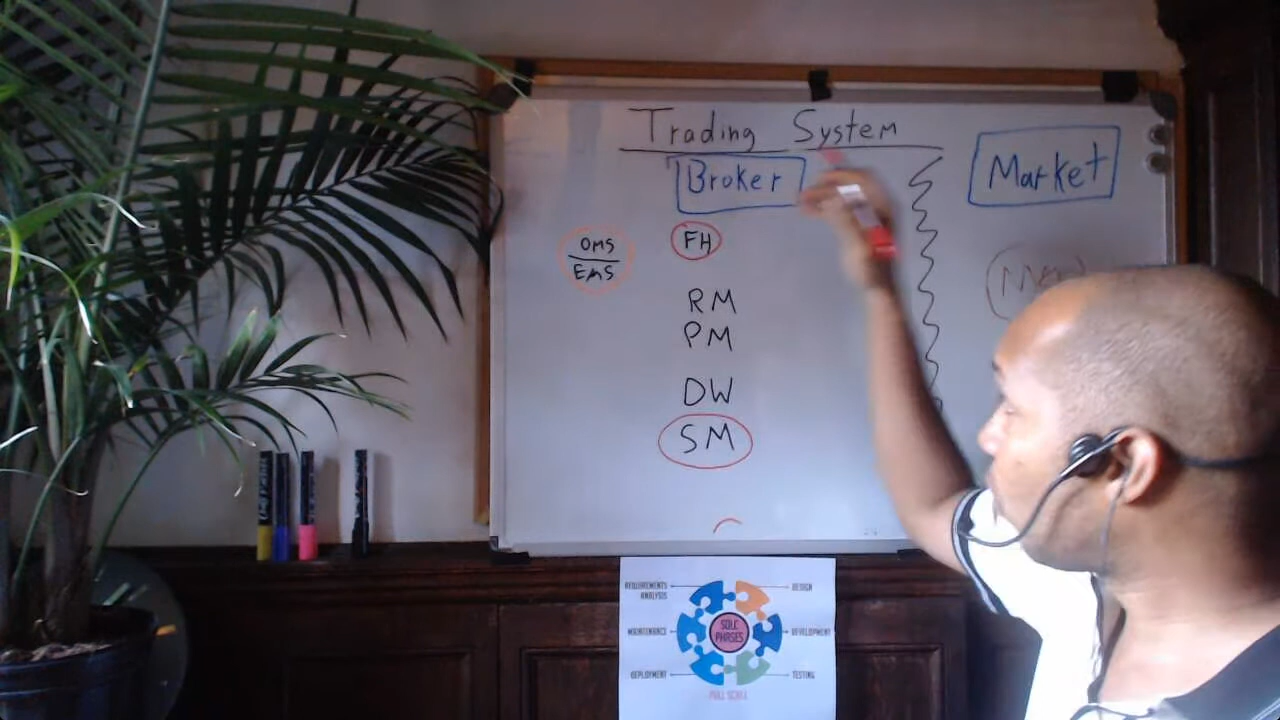 Trading System
Broker
Market
OMS
EMS
FH
RM
PM
DW
SM
REQUIREMENTS
ANALYSIS
DESIGN
SDLC
PHASES
MAINTENANCE
DEVELOPMENT
DEPLOYMENT
TESTING